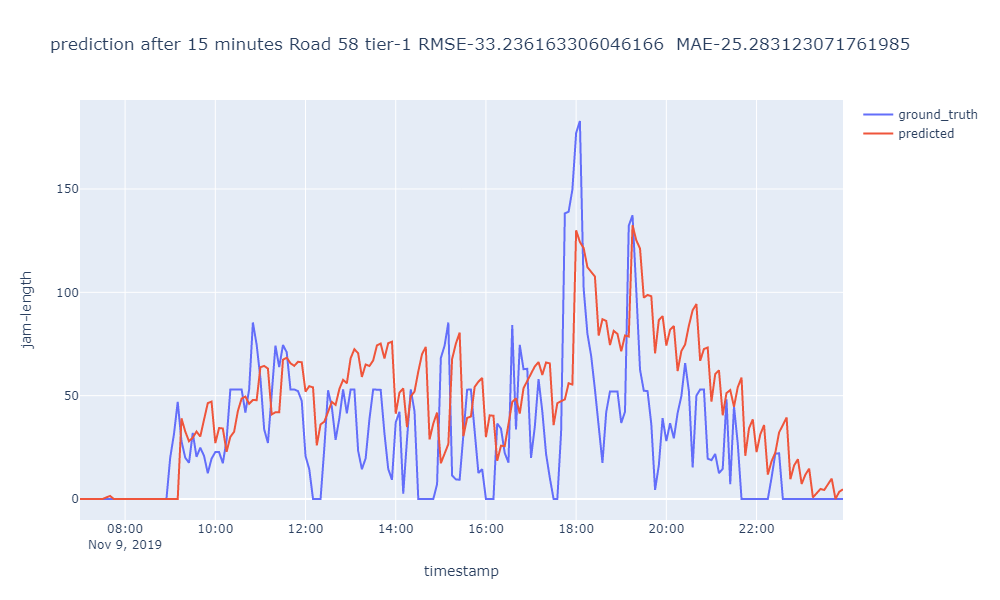 prediction after 15 minutes Road 58 tier-1 RMSE-33.236163306046166  MAE-25.283123071761985
ground_truth
predicted
150
100
50
0
jam-length
08:00 10:00 12:00 14:00 16:00 18:00 20:00 22:00
Nov 9, 2019
timestamp